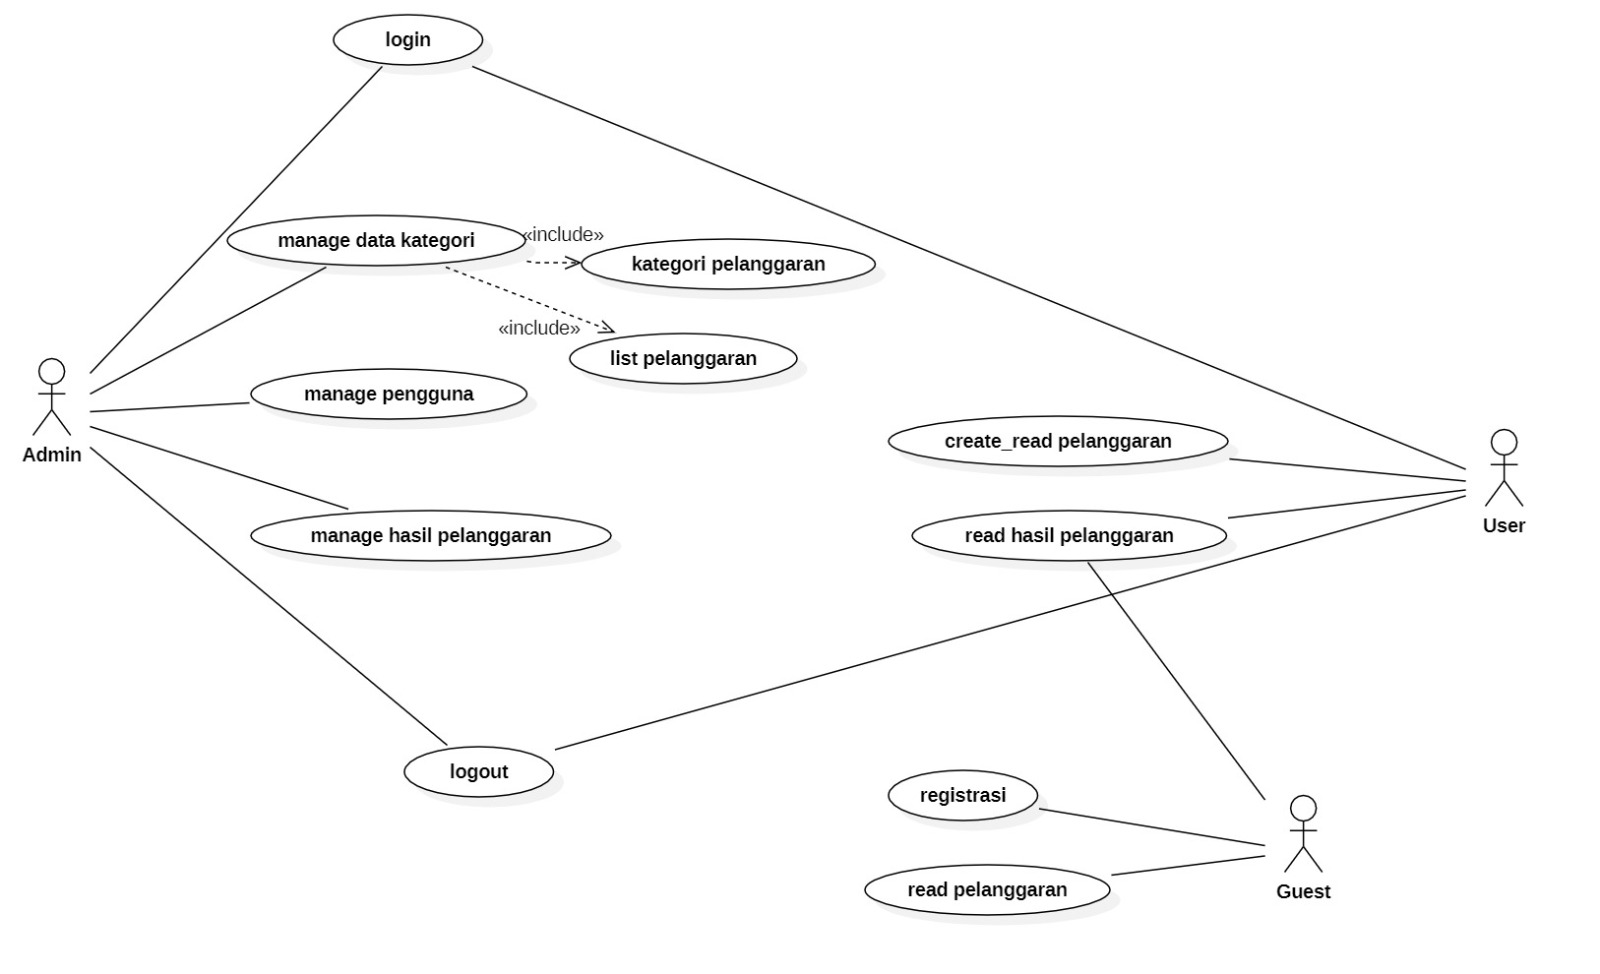 login
manage data kategori
«include»
kategori pelanggaran
«include»
list pelanggaran
manage pengguna
Admin
create_read pelanggaran
User
manage hasil pelanggaran
read hasil pelanggaran
logout
registrasi
read pelanggaran
Guest